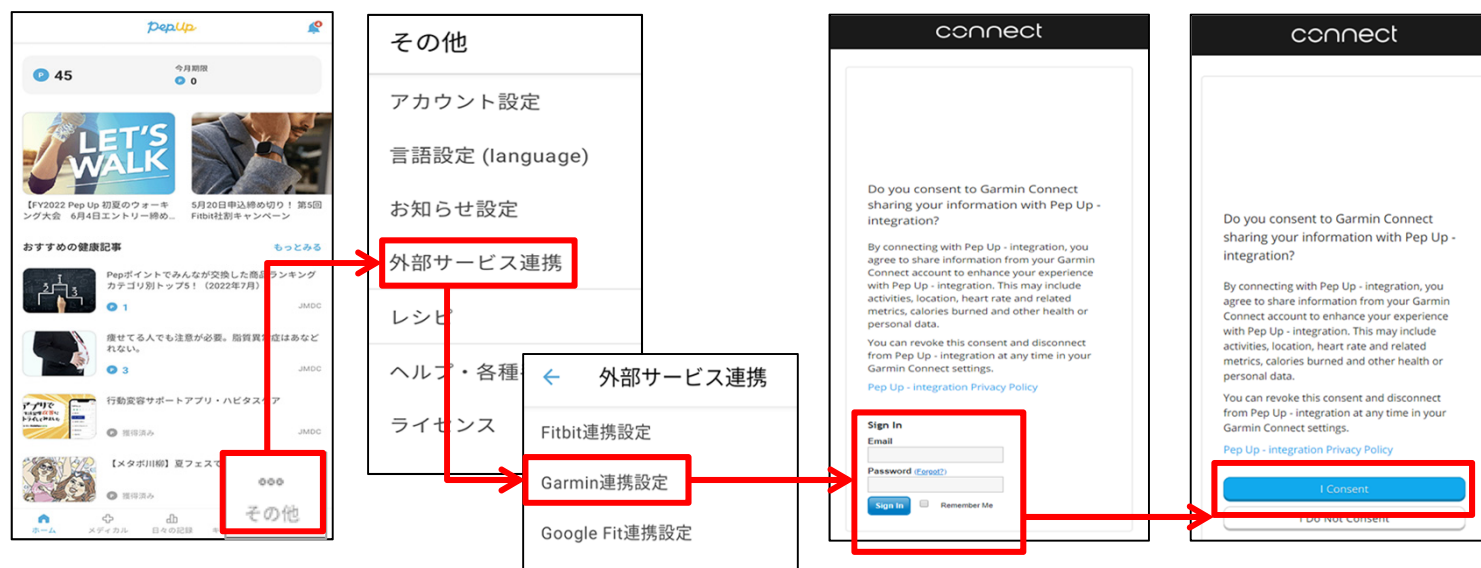 PepUp
4
P 45
今月期限
P 0
LET'S
WALK
【FY2022 Pep Up 初夏のウォーキ
ング大会 6月4日エントリー締め...
5月20日申込締め切り! 第5回
Fitbit社割キャンペーン
おすすめの健康記事
もっとみる
Pepポイントでみんなが交換した商品ランキング
カテゴリ別トップ5!(2022年7月)
P 1
JMDC
痩せてる人でも注意が必要。脂質異常症はあなど
れない。
P 3
JMDC
行動変容サポートアプリ・ハビタスケア
P 獲得済み
JMDC
【メタボ川柳】夏フェスで
P 獲得済み
その他
ホーム
メディカル
日々の記録
その他
アカウント設定
言語設定 (language)
お知らせ設定
外部サービス連携
レシピ
ヘルプ・各種
ライセンス
← 外部サービス連携
Fitbit連携設定
Garmin連携設定
Google Fit連携設定
connect
Do you consent to Garmin Connect
sharing your information with Pep Up -
integration?
By connecting with Pep Up - integration, you
agree to share information from your Garmin
Connect account to enhance your experience
with Pep Up - integration. This may include
activities, location, heart rate and related
metrics, calories burned and other health or
personal data.
You can revoke this consent and disconnect
from Pep Up - integration at any time in your
Garmin Connect settings.
Pep Up - integration Privacy Policy
Sign In
Email
Password (Forgot?)
Sign In
Remember Me
connect
Do you consent to Garmin Connect
sharing your information with Pep Up -
integration?
By connecting with Pep Up - integration, you
agree to share information from your Garmin
Connect account to enhance your experience
with Pep Up - integration. This may include
activities, location, heart rate and related
metrics, calories burned and other health or
personal data.
You can revoke this consent and disconnect
from Pep Up - integration at any time in your
Garmin Connect settings.
Pep Up - integration Privacy Policy
I Consent
I Do Not Consent